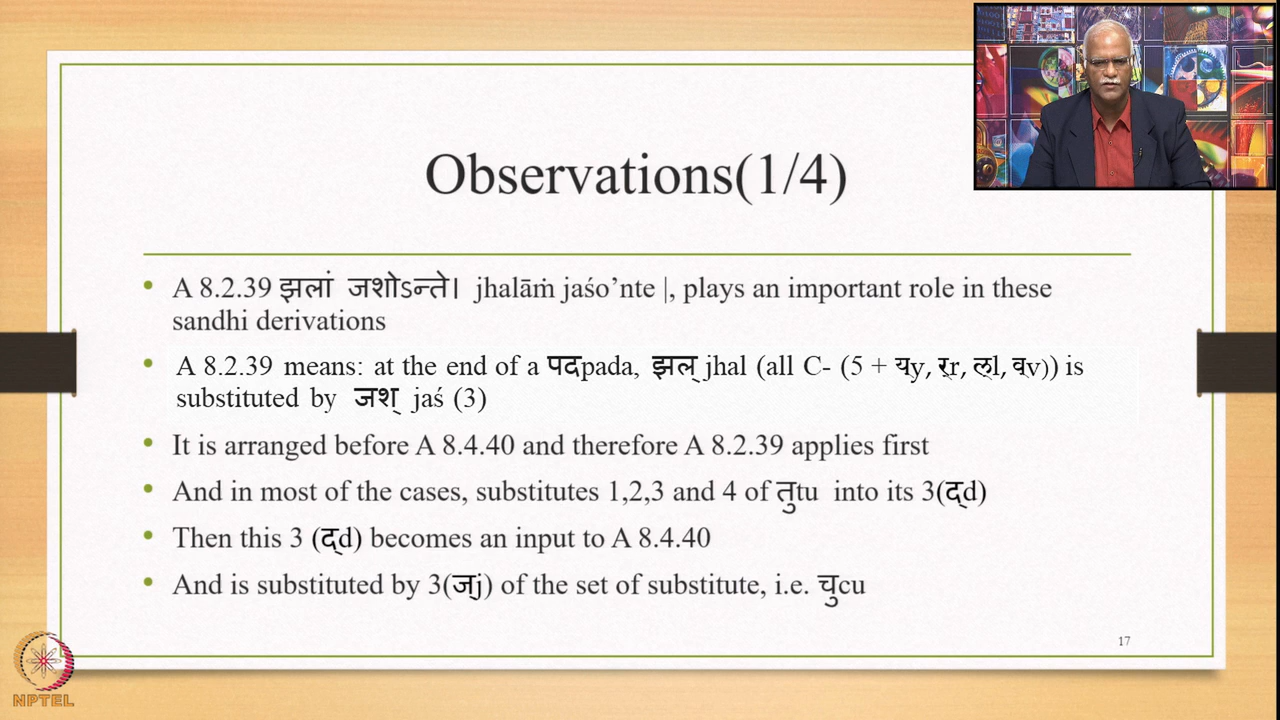 Observations(1/4)
• A 8.2.39 झलां जशोऽन्ते। jhalāṁ jaśo’nte |, plays an important role in these
sandhi derivations
• A 8.2.39 means: at the end of a पदpada, झल् jhal (all C- (5 + य्y, र्r, ल्l, व्v)) is
substituted by जश् jaś (3)
• It is arranged before A 8.4.40 and therefore A 8.2.39 applies first
• And in most of the cases, substitutes 1,2,3 and 4 of तुtu into its 3(द्d)
• Then this 3 (द्d) becomes an input to A 8.4.40
• And is substituted by 3(ज्j) of the set of substitute, i.e. चुcu
17
NPTEL